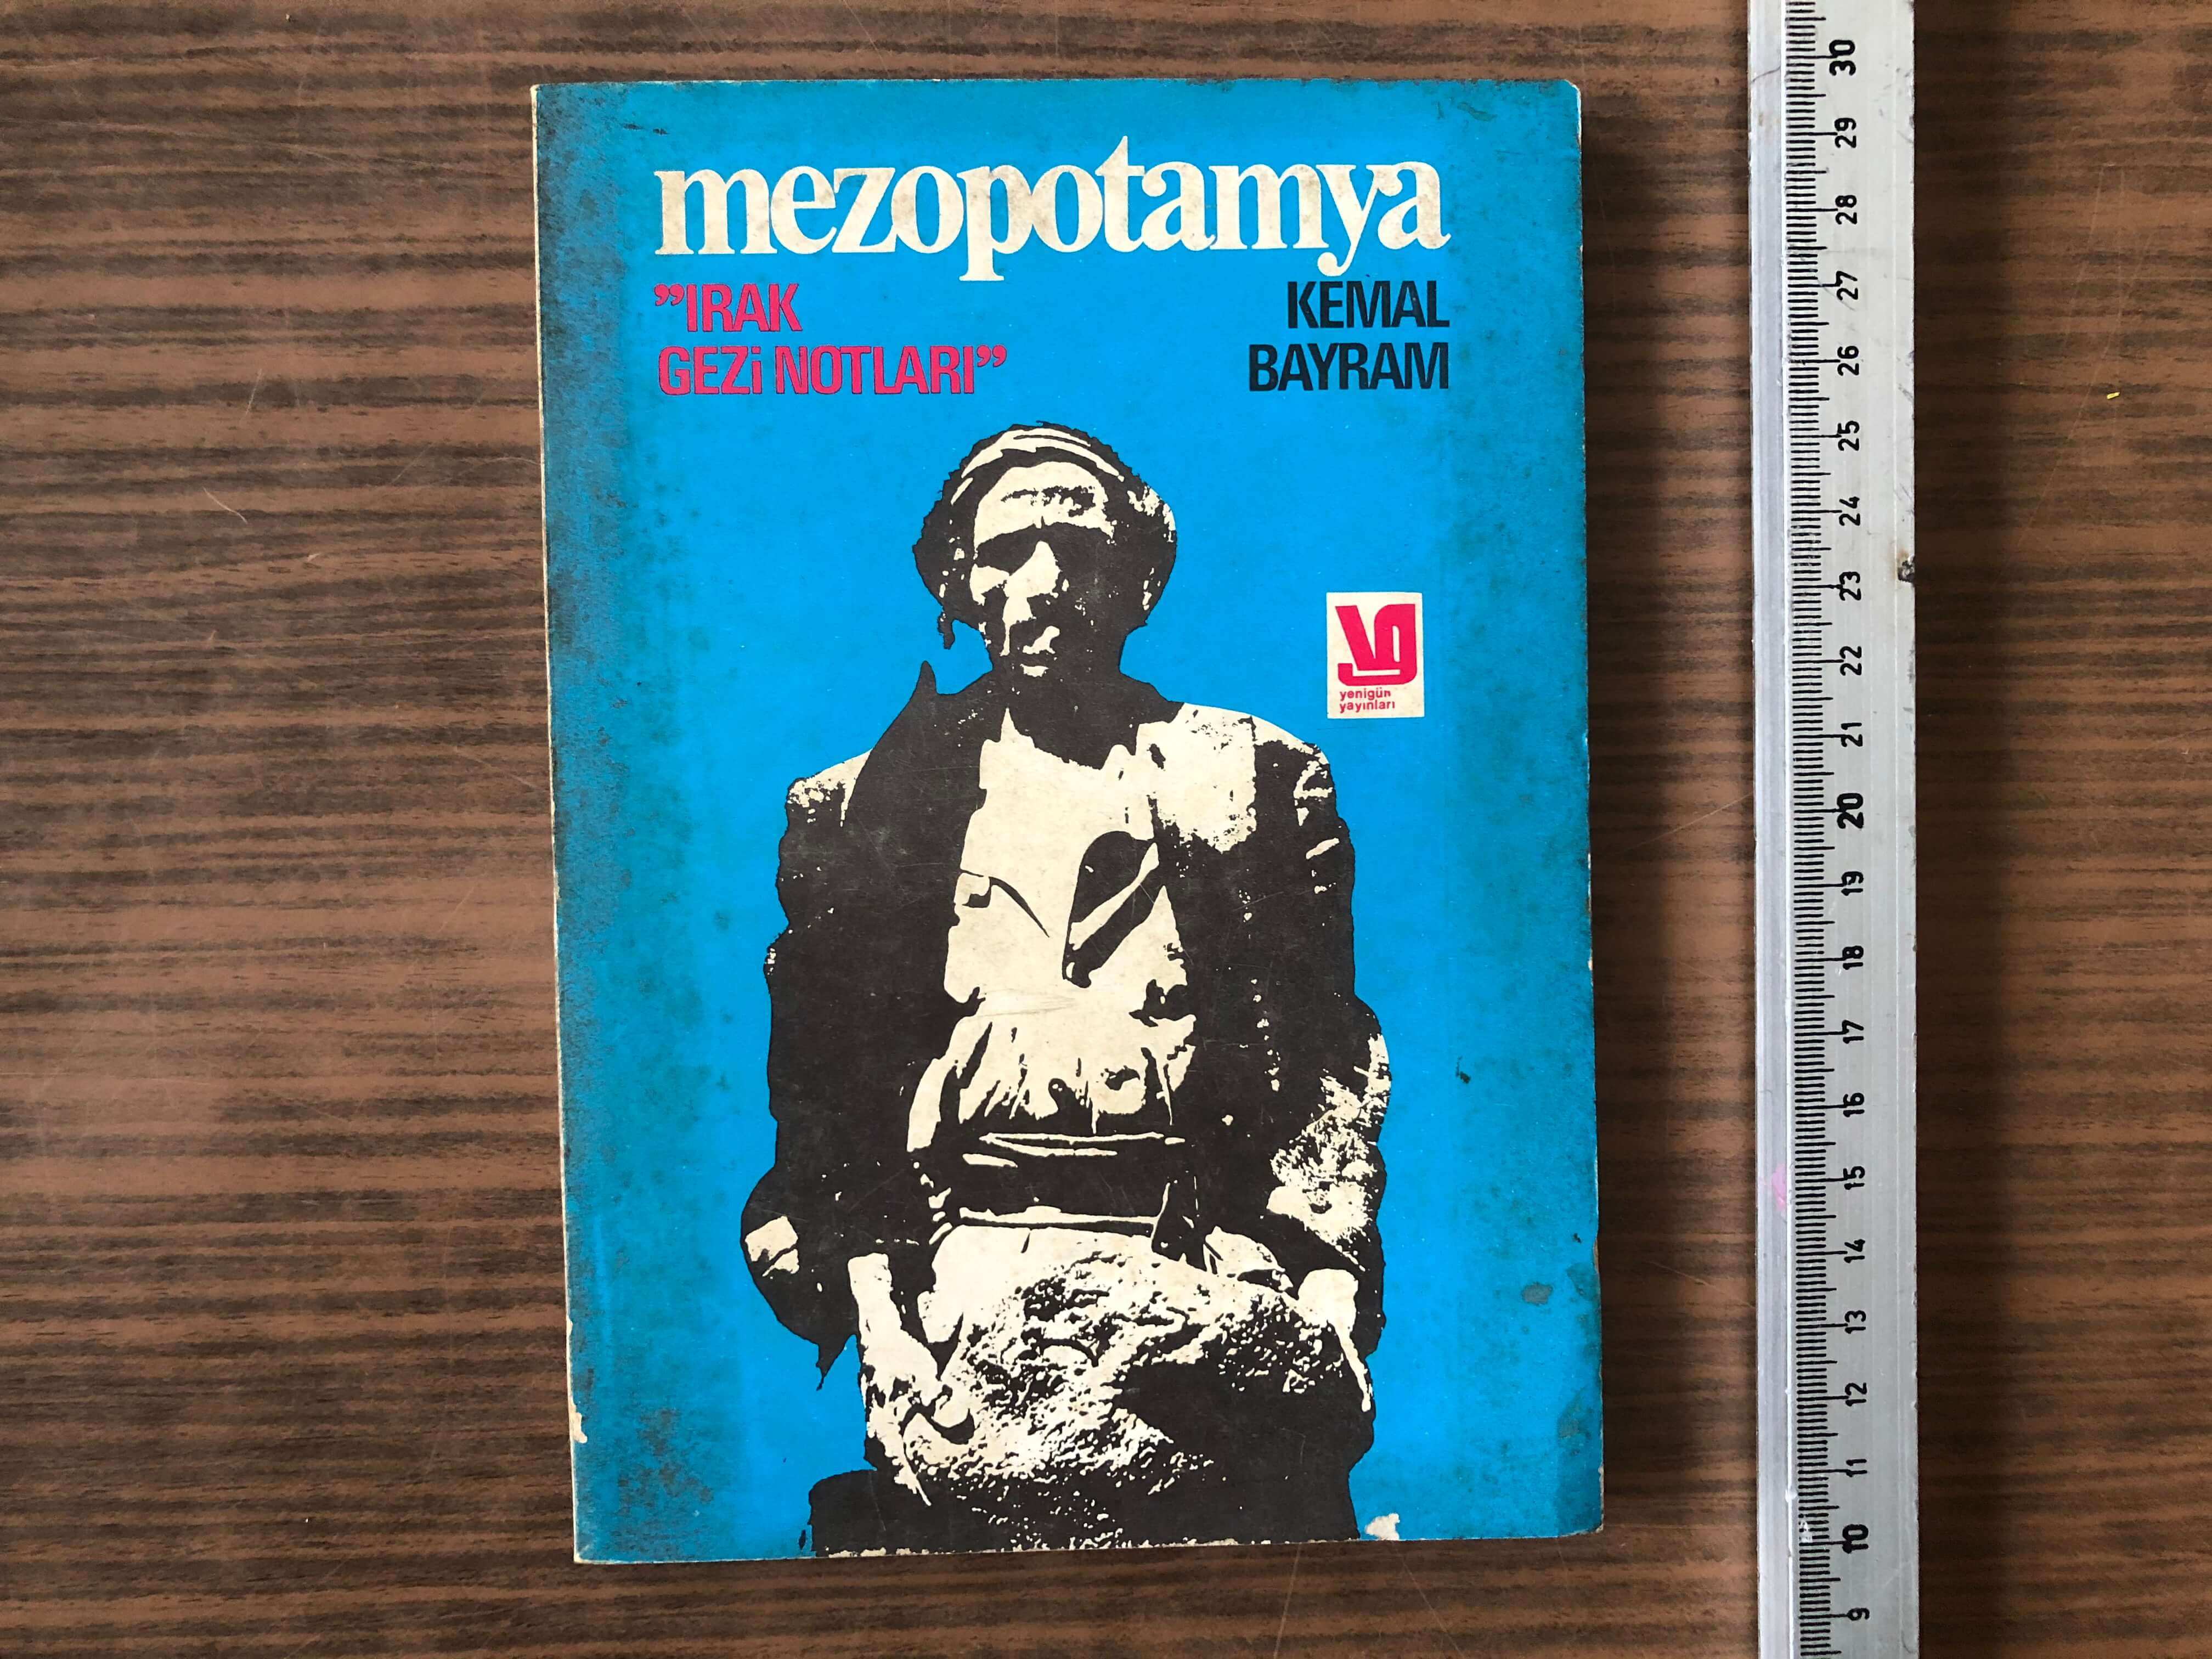 mezopotamya
”IRAK
GEZİ NOTLARI”
KEMAL
BAYRAM
yg
yenigün
yayınları
30
29
28
27
26
25
24
23
22
21
20
19
18
17
16
15
14
13
12
11
10
9